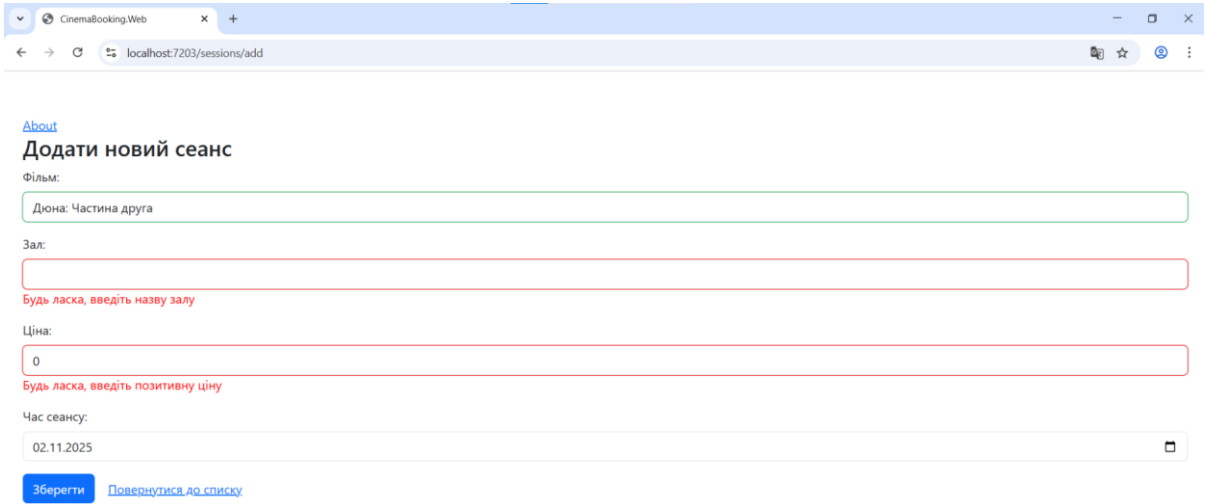 CinemaBooking.Web
localhost:7203/sessions/add
About
Додати новий сеанс
Фільм:
Дюна: Частина друга
Зал:
Будь ласка, введіть назву залу
Ціна:
0
Будь ласка, введіть позитивну ціну
Час сеансу:
02.11.2025
Зберегти Повернутися до списку